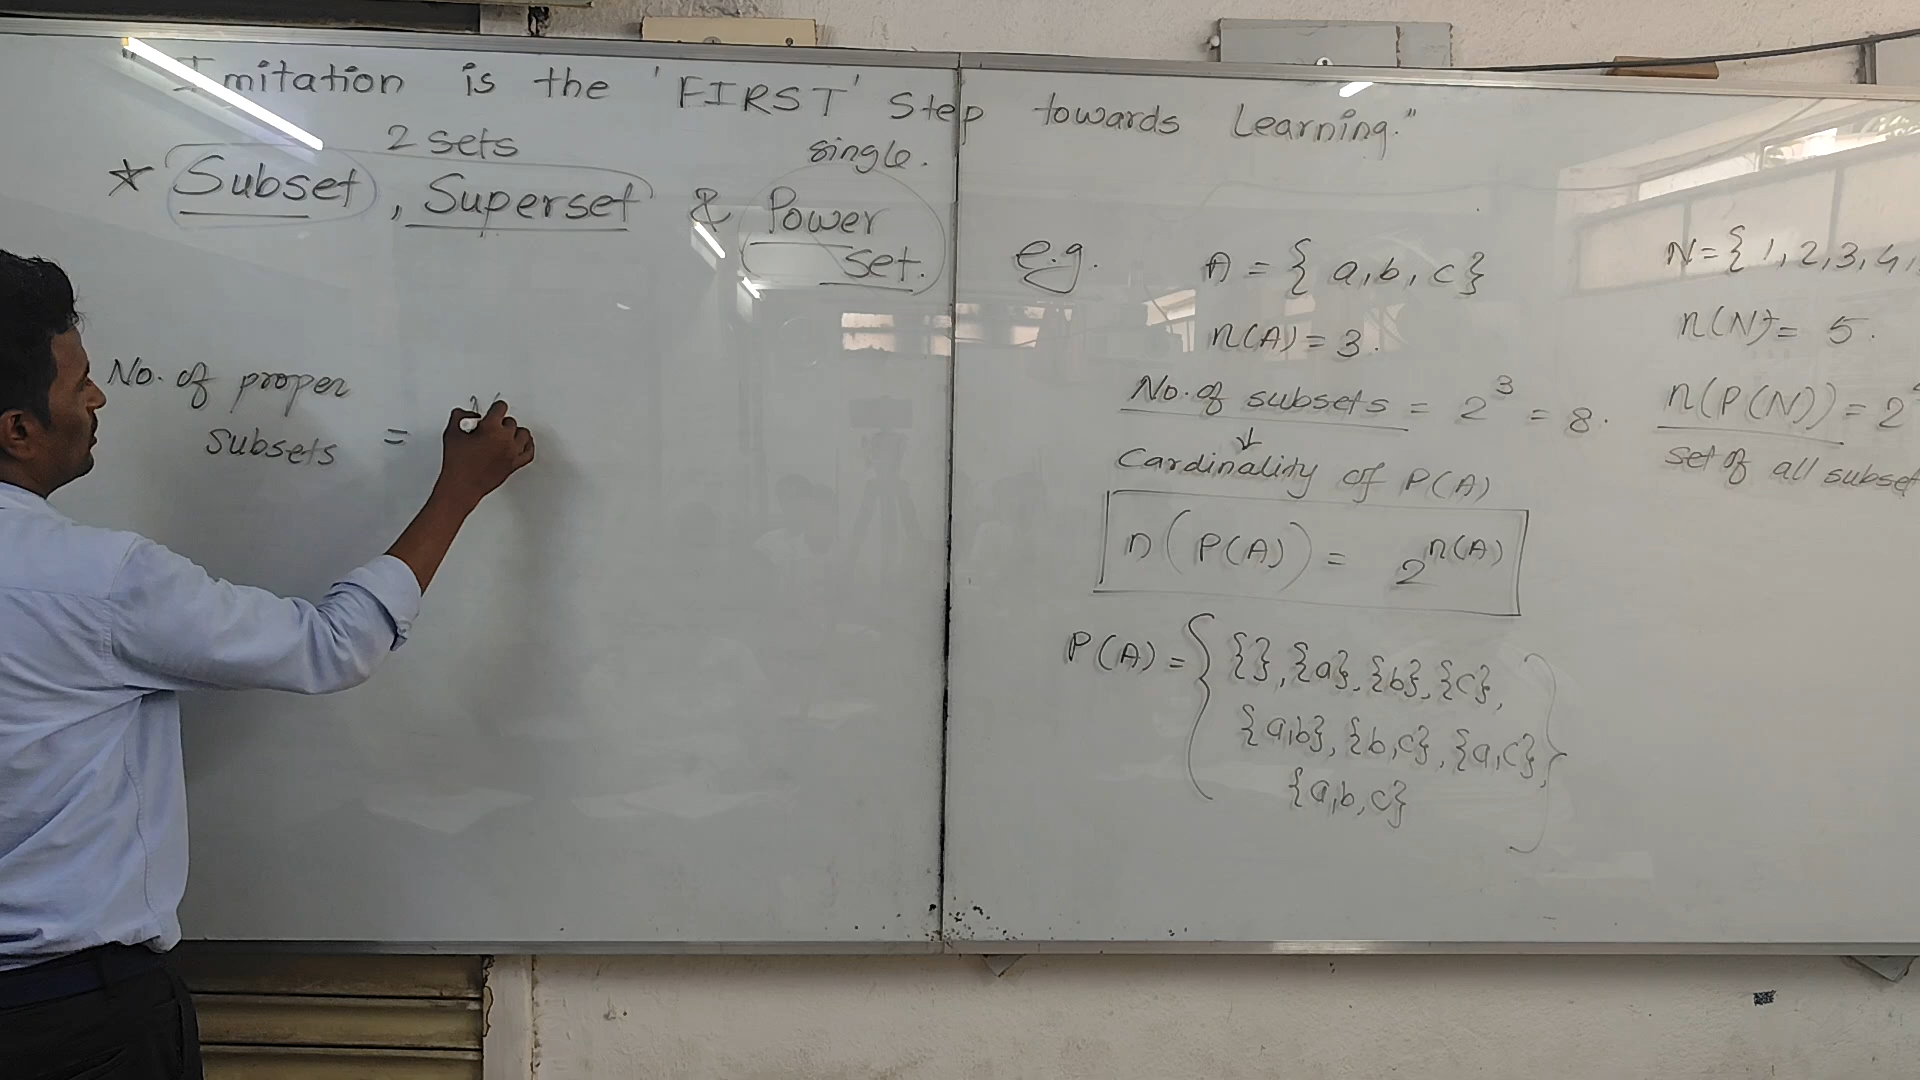 "Imitation is the 'FIRST' Step towards Learning."
2 sets single.
★ Subset, Superset & Power set.
No. of proper
subsets =
e.g. A = { a, b, c}
n(A) = 3.
No. of subsets = 2³ = 8.
↓
Cardinality of P(A)
n(P(A)) = 2^n(A)
P(A) = { {}, {a}, {b}, {c},
{a,b}, {b,c}, {a,c},
{a,b,c} }
N = { 1, 2, 3, 4,
n(N) = 5.
n(P(N)) = 2
set of all subset